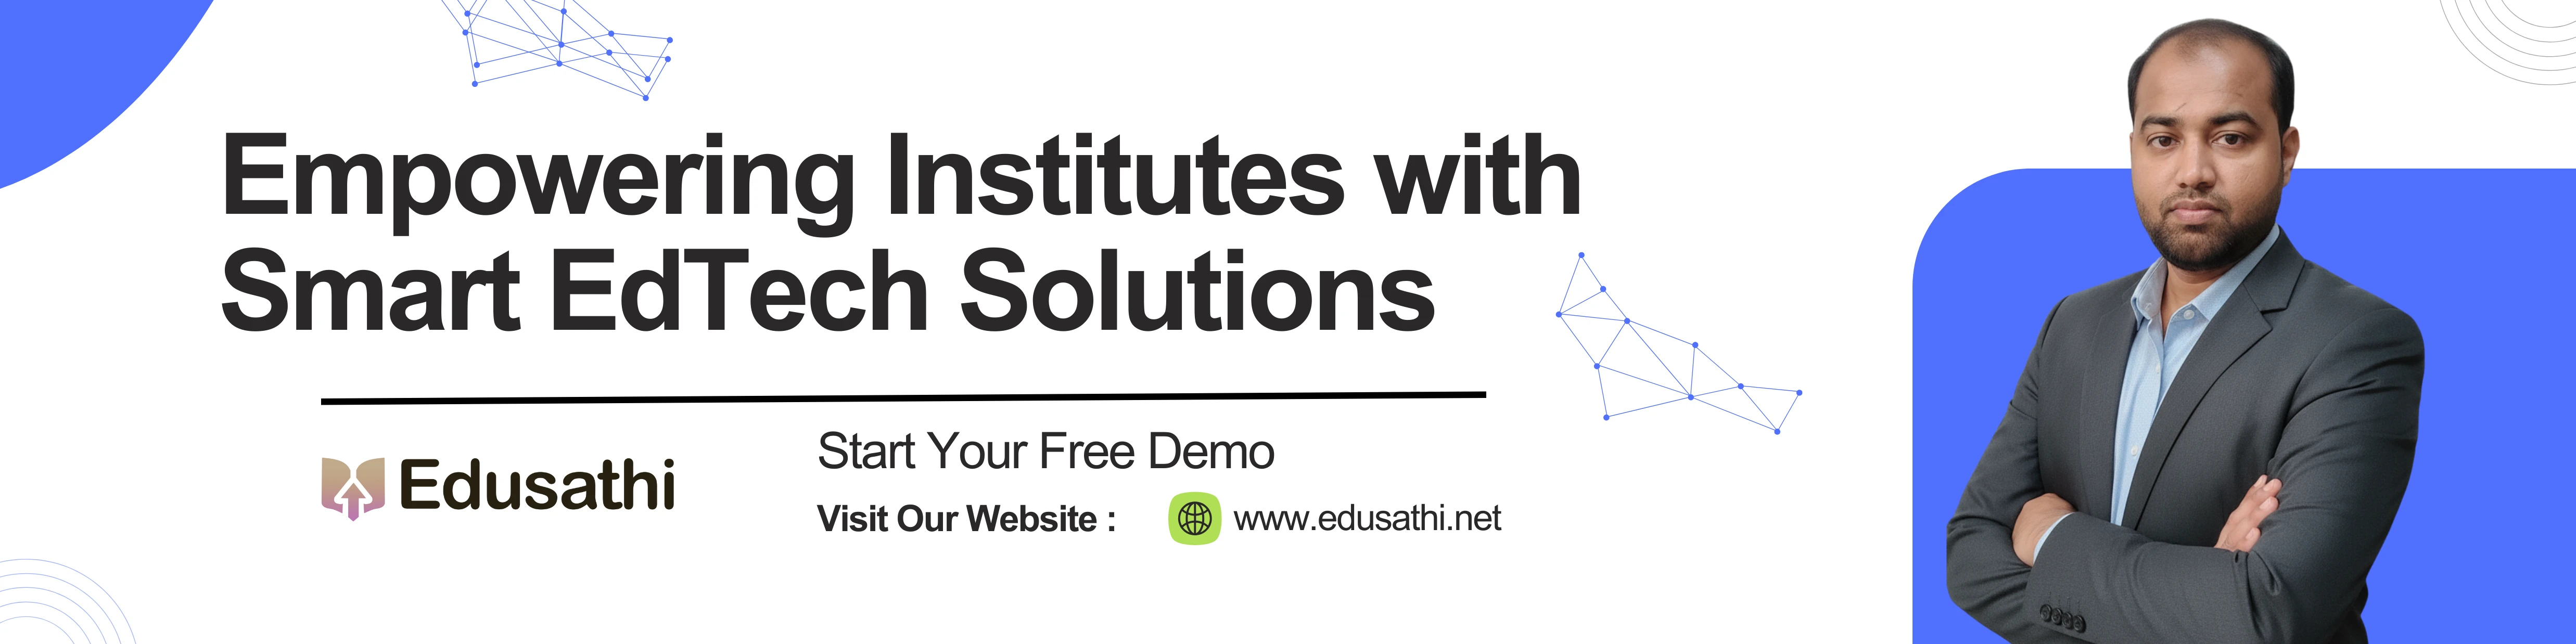 Empowering Institutes with
Smart EdTech Solutions
Edusathi
Start Your Free Demo
Visit Our Website :
www.edusathi.net